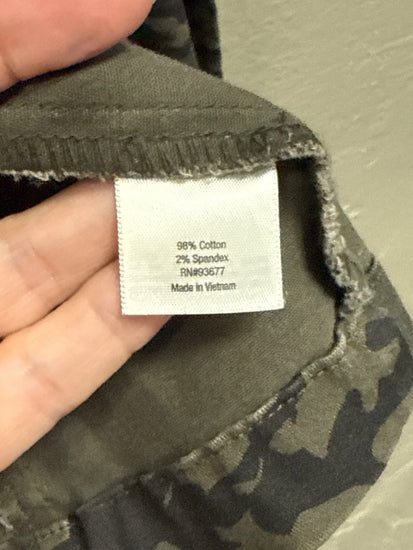 98% Cotton
2% Spandex
RN#93677
Made in Vietnam